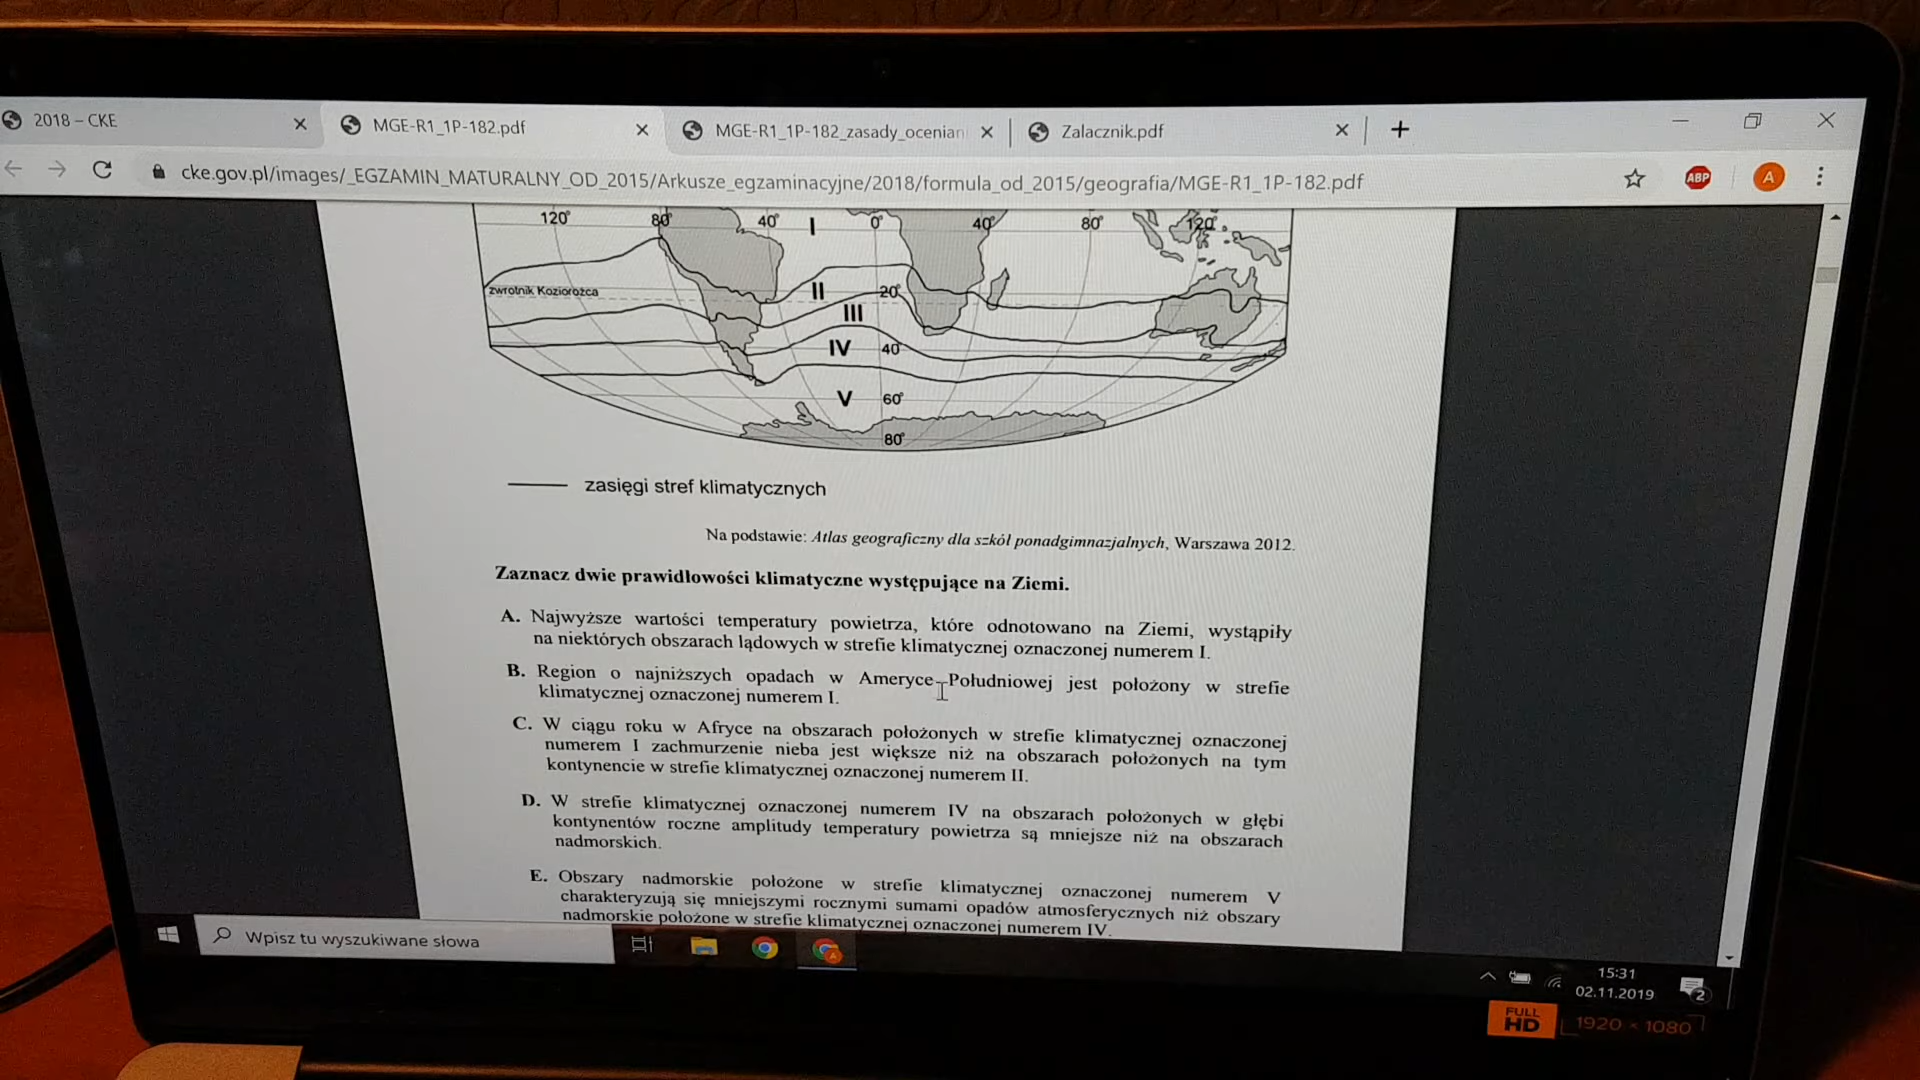 2018 – CKE
MGE-R1_1P-182.pdf
MGE-R1_1P-182_zasady_ocenian
Zalacznik.pdf
cke.gov.pl/images/_EGZAMIN_MATURALNY_OD_2015/Arkusze_egzaminacyjne/2018/formula_od_2015/geografia/MGE-R1_1P-182.pdf
ABP
A
120° 80° 40° I 0° 40° 80° 120°
zwrotnik Koziorożca
II 20°
III
IV 40°
V 60°
80°
zasięgi stref klimatycznych
Na podstawie: Atlas geograficzny dla szkół ponadgimnazjalnych, Warszawa 2012.
Zaznacz dwie prawidłowości klimatyczne występujące na Ziemi.
A. Najwyższe wartości temperatury powietrza, które odnotowano na Ziemi, wystąpiły
na niektórych obszarach lądowych w strefie klimatycznej oznaczonej numerem I.
B. Region o najniższych opadach w Ameryce Południowej jest położony w strefie
klimatycznej oznaczonej numerem I.
C. W ciągu roku w Afryce na obszarach położonych w strefie klimatycznej oznaczonej
numerem I zachmurzenie nieba jest większe niż na obszarach położonych na tym
kontynencie w strefie klimatycznej oznaczonej numerem II.
D. W strefie klimatycznej oznaczonej numerem IV na obszarach położonych w głębi
kontynentów roczne amplitudy temperatury powietrza są mniejsze niż na obszarach
nadmorskich.
E. Obszary nadmorskie położone w strefie klimatycznej oznaczonej numerem V
charakteryzują się mniejszymi rocznymi sumami opadów atmosferycznych niż obszary
nadmorskie położone w strefie klimatycznej oznaczonej numerem IV.
Wpisz tu wyszukiwane słowa
A
15:31
02.11.2019
2
FULL
HD
1920 × 1080